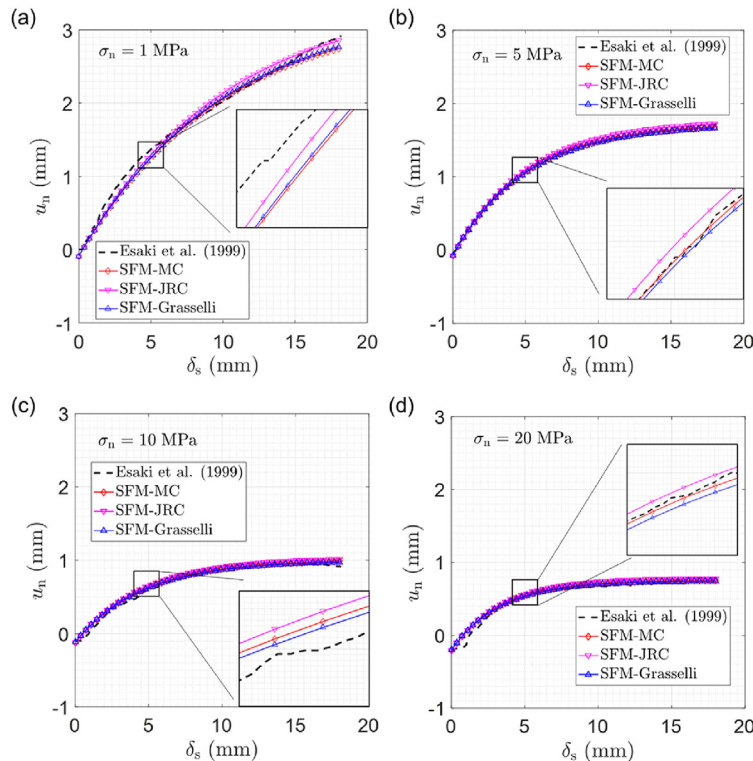 (a)
σn = 1 MPa
3
2
1
0
-1
un (mm)
Esaki et al. (1999)
SFM-MC
SFM-JRC
SFM-Grasselli
0 5 10 15 20
δs (mm)
(b)
σn = 5 MPa
3
2
1
0
-1
un (mm)
Esaki et al. (1999)
SFM-MC
SFM-JRC
SFM-Grasselli
0 5 10 15 20
δs (mm)
(c)
σn = 10 MPa
3
2
1
0
-1
un (mm)
Esaki et al. (1999)
SFM-MC
SFM-JRC
SFM-Grasselli
0 5 10 15 20
δs (mm)
(d)
σn = 20 MPa
3
2
1
0
-1
un (mm)
Esaki et al. (1999)
SFM-MC
SFM-JRC
SFM-Grasselli
0 5 10 15 20
δs (mm)